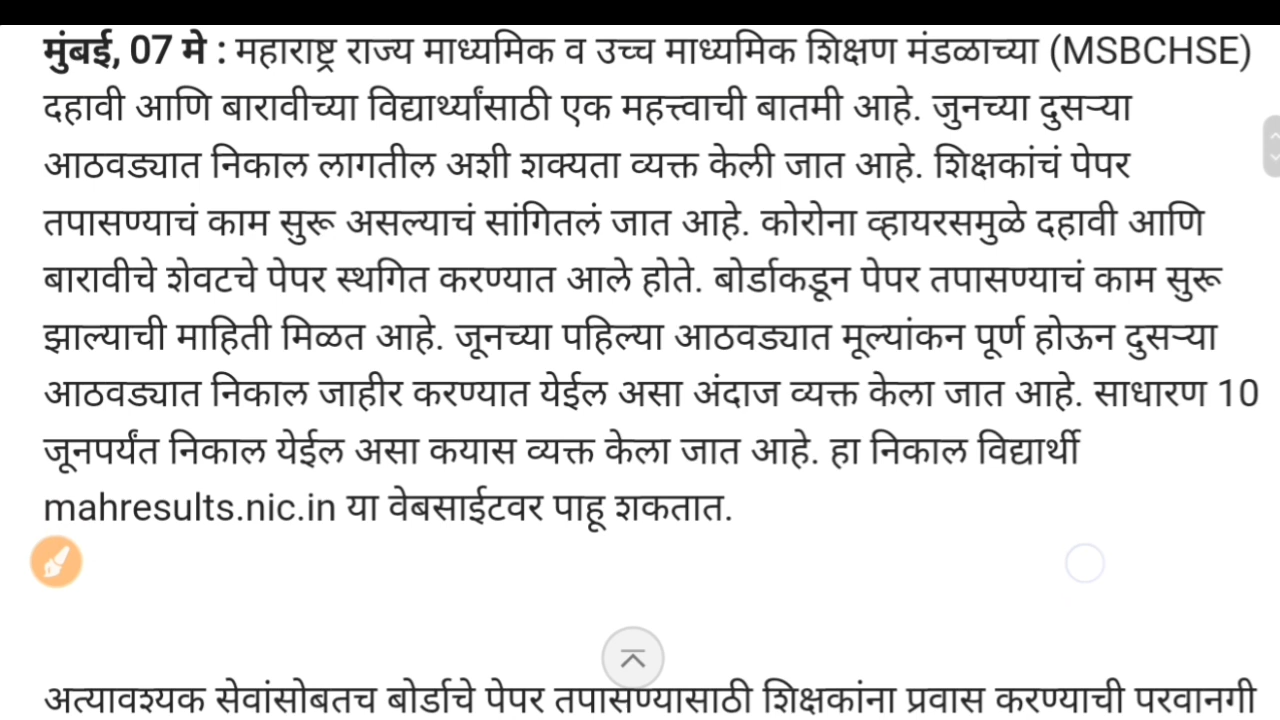 मुंबई, 07 मे : महाराष्ट्र राज्य माध्यमिक व उच्च माध्यमिक शिक्षण मंडळाच्या (MSBCHSE)
दहावी आणि बारावीच्या विद्यार्थ्यांसाठी एक महत्त्वाची बातमी आहे. जुनच्या दुसऱ्या
आठवड्यात निकाल लागतील अशी शक्यता व्यक्त केली जात आहे. शिक्षकांचं पेपर
तपासण्याचं काम सुरू असल्याचं सांगितलं जात आहे. कोरोना व्हायरसमुळे दहावी आणि
बारावीचे शेवटचे पेपर स्थगित करण्यात आले होते. बोर्डाकडून पेपर तपासण्याचं काम सुरू
झाल्याची माहिती मिळत आहे. जूनच्या पहिल्या आठवड्यात मूल्यांकन पूर्ण होऊन दुसऱ्या
आठवड्यात निकाल जाहीर करण्यात येईल असा अंदाज व्यक्त केला जात आहे. साधारण 10
जूनपर्यंत निकाल येईल असा कयास व्यक्त केला जात आहे. हा निकाल विद्यार्थी
mahresults.nic.in या वेबसाईटवर पाहू शकतात.
अत्यावश्यक सेवांसोबतच बोर्डाचे पेपर तपासण्यासाठी शिक्षकांना प्रवास करण्याची परवानगी